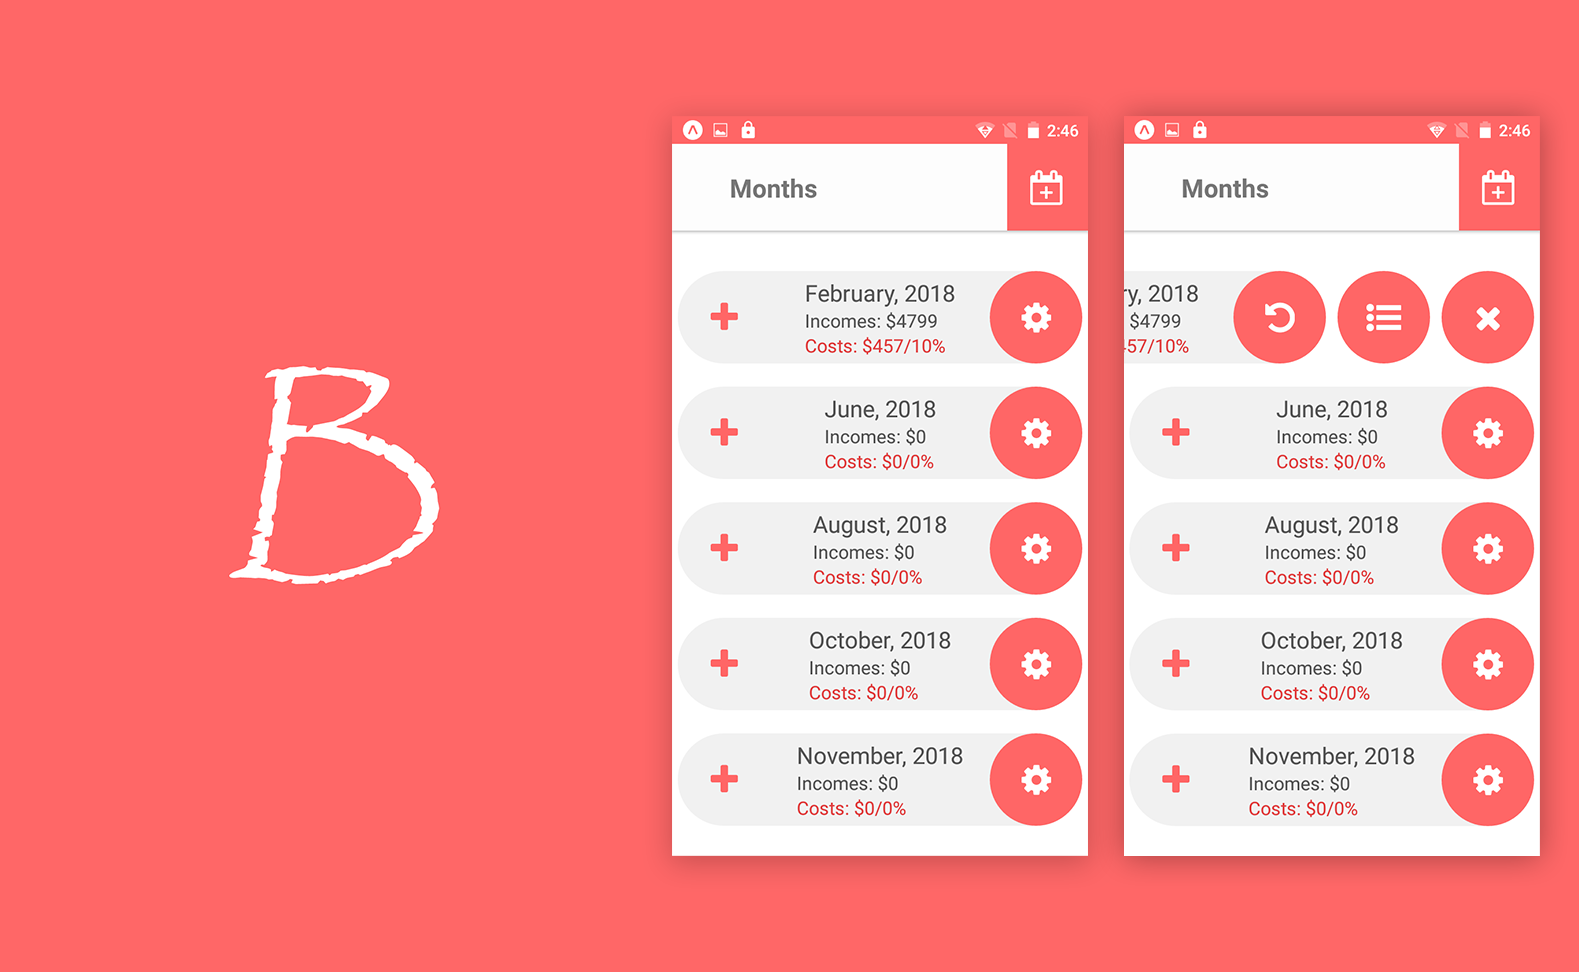 B
2:46
Months
February, 2018
Incomes: $4799
Costs: $457/10%
June, 2018
Incomes: $0
Costs: $0/0%
August, 2018
Incomes: $0
Costs: $0/0%
October, 2018
Incomes: $0
Costs: $0/0%
November, 2018
Incomes: $0
Costs: $0/0%
2:46
Months
ry, 2018
$4799
57/10%
June, 2018
Incomes: $0
Costs: $0/0%
August, 2018
Incomes: $0
Costs: $0/0%
October, 2018
Incomes: $0
Costs: $0/0%
November, 2018
Incomes: $0
Costs: $0/0%